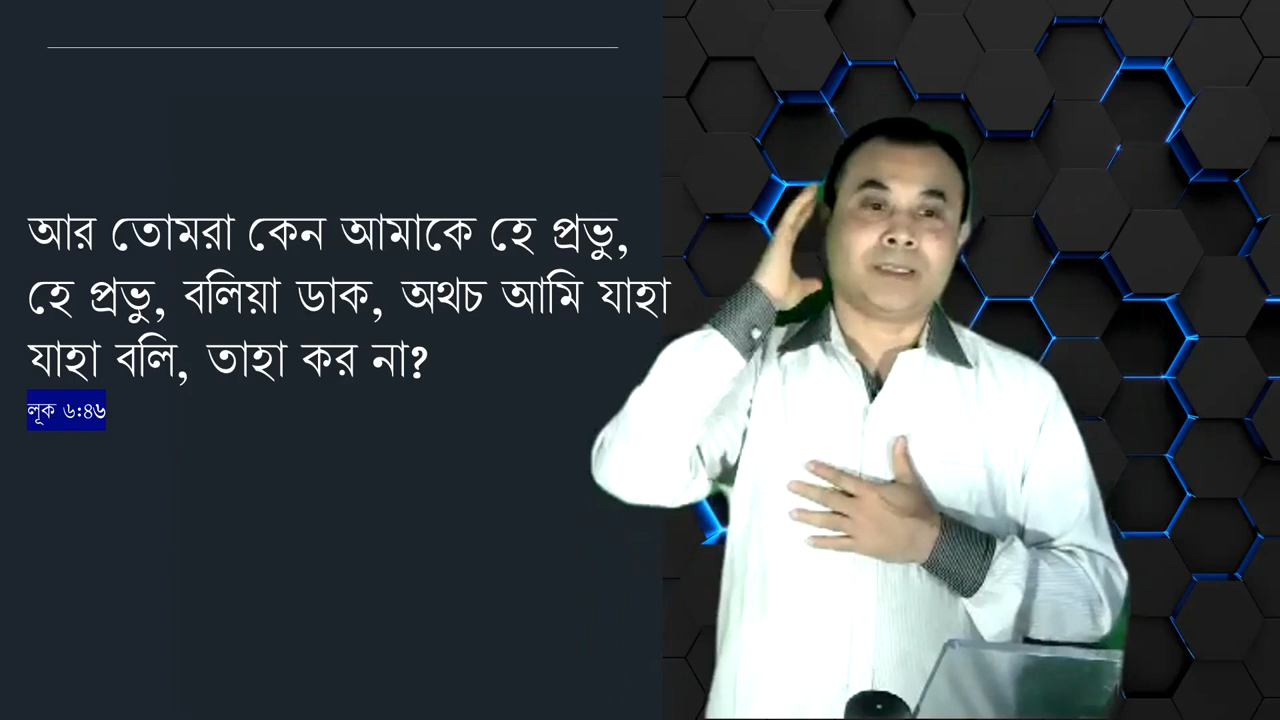 আর তোমরা কেন আমাকে হে প্রভু,
হে প্রভু, বলিয়া ডাক, অথচ আমি যাহা
যাহা বলি, তাহা কর না?
লূক ৬:৪৬